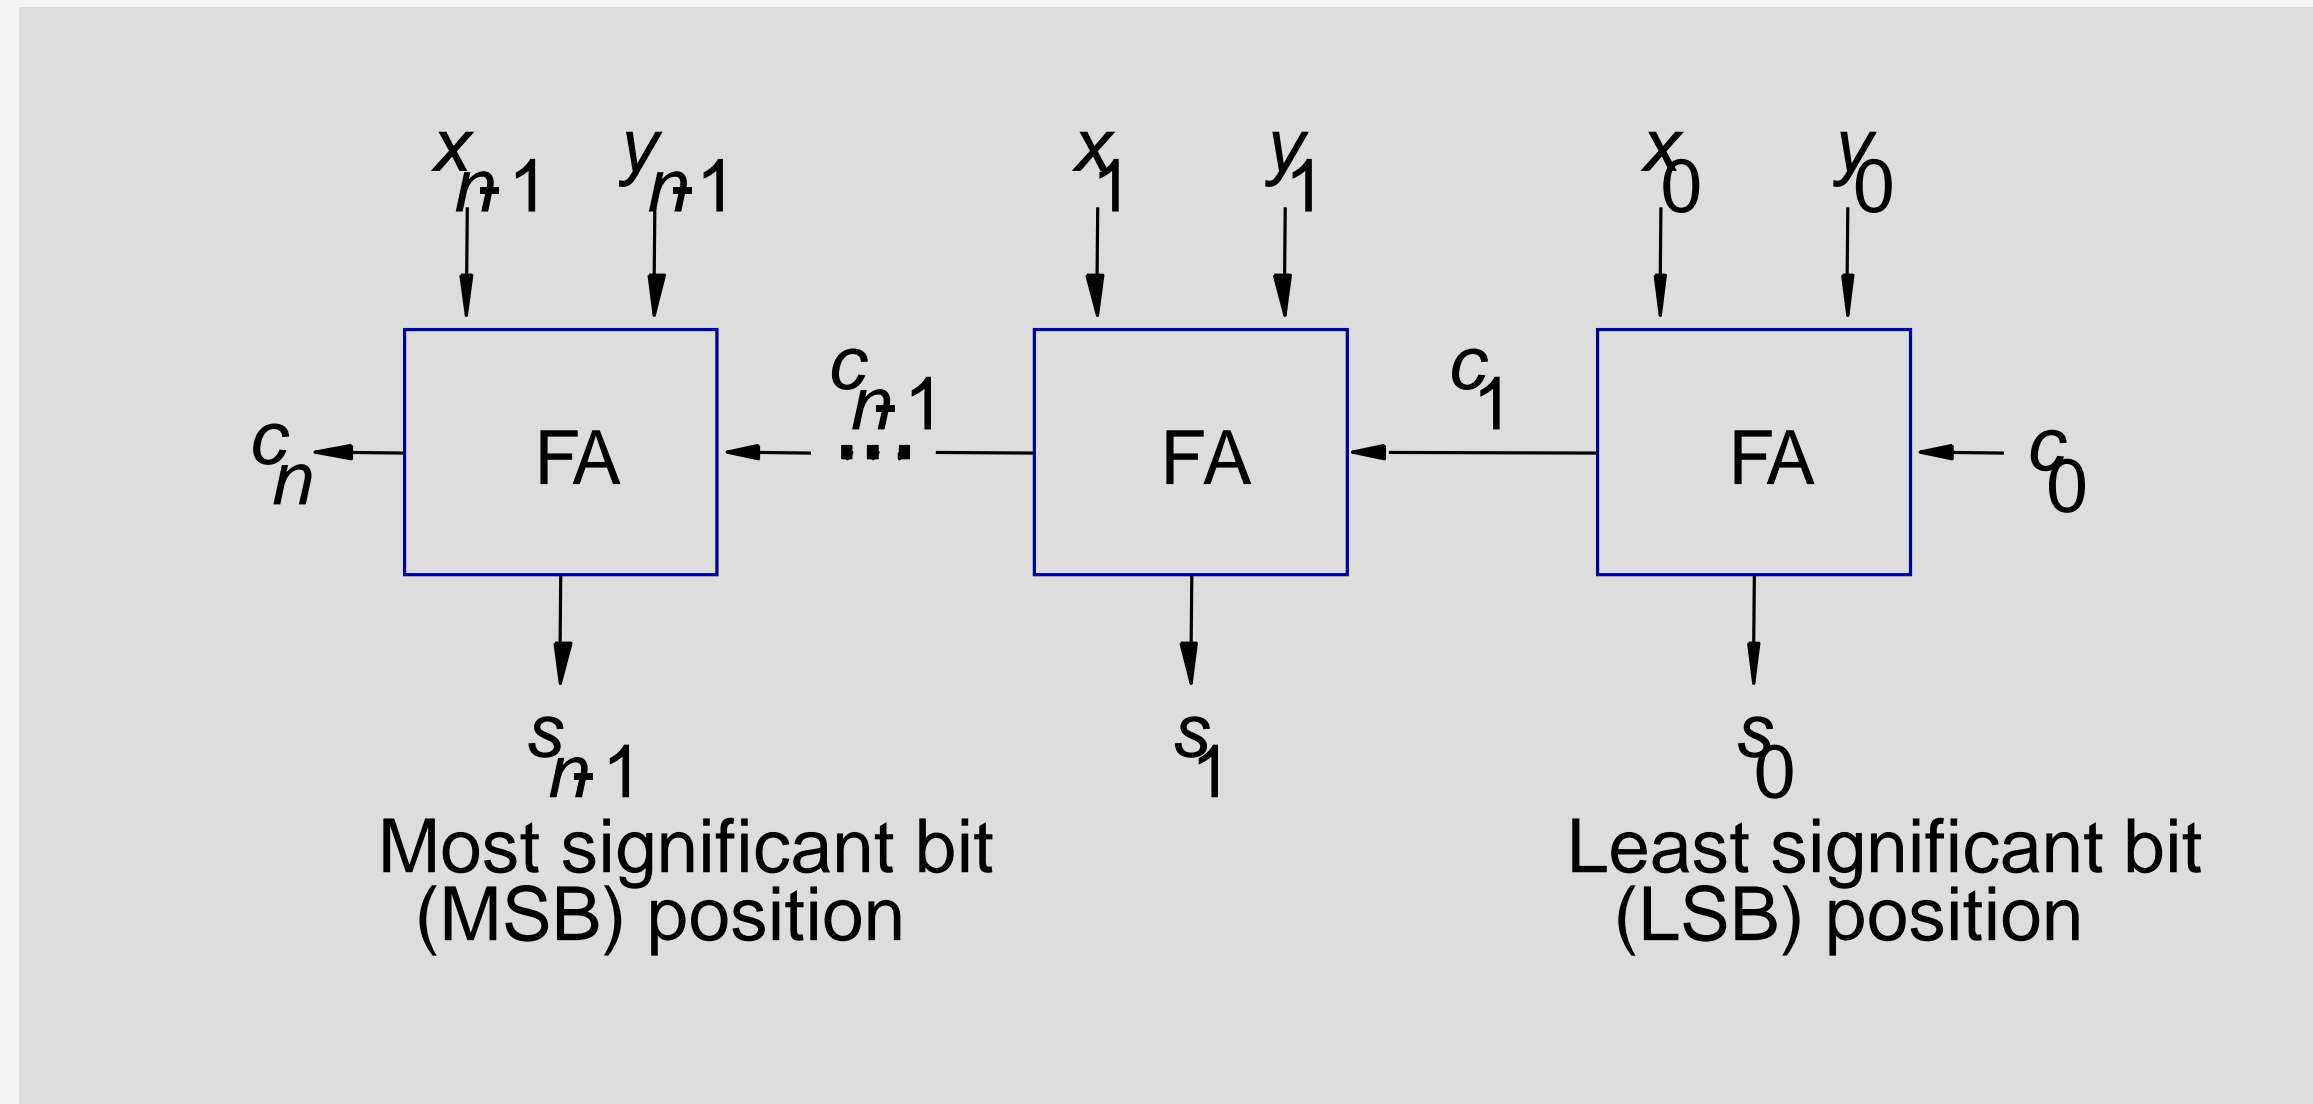 xn-1 yn-1 x1 y1 x0 y0
cn-1 c1
cn FA FA FA c0
sn-1 s1 s0
Most significant bit Least significant bit
(MSB) position (LSB) position